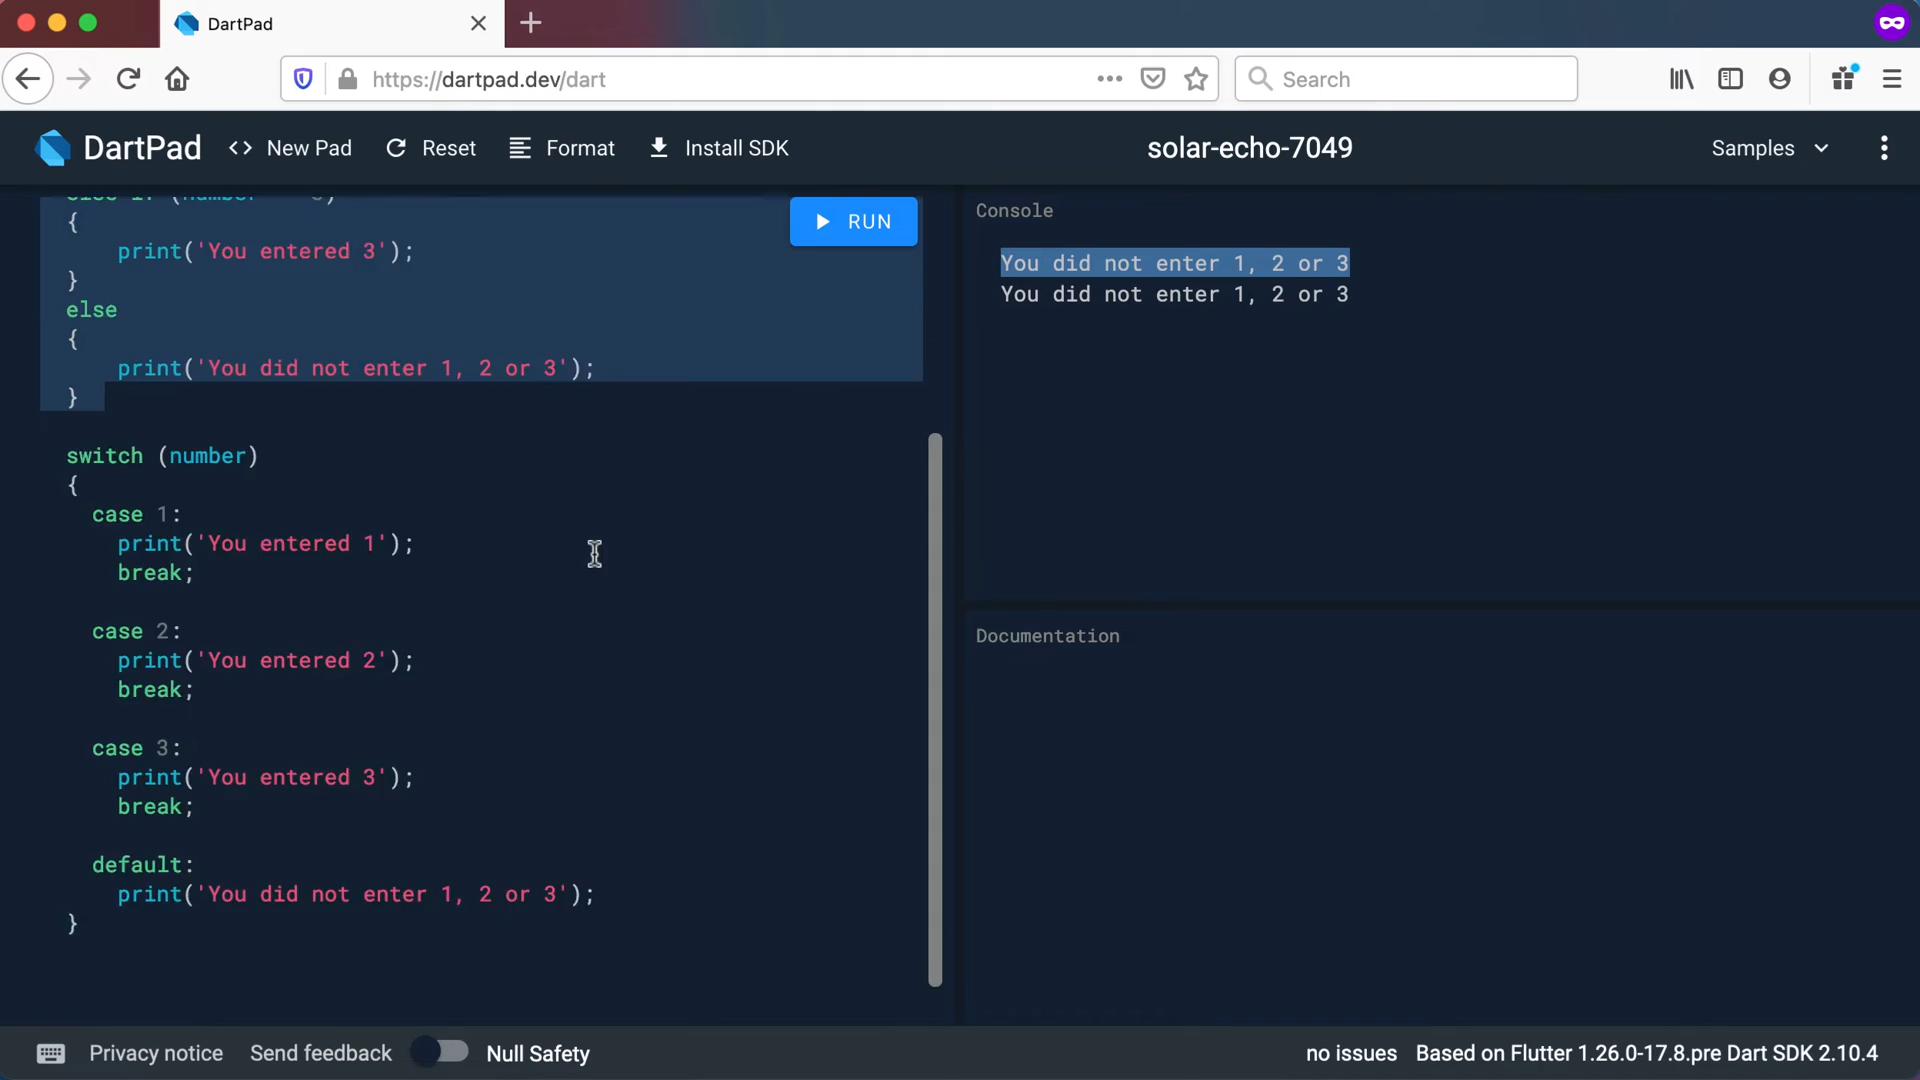 DartPad
https://dartpad.dev/dart
Search
DartPad
<> New Pad
Reset
Format
Install SDK
solar-echo-7049
Samples
{
print('You entered 3');
}
else
{
print('You did not enter 1, 2 or 3');
}
switch (number)
{
case 1:
print('You entered 1');
break;
case 2:
print('You entered 2');
break;
case 3:
print('You entered 3');
break;
default:
print('You did not enter 1, 2 or 3');
}
RUN
Console
You did not enter 1, 2 or 3
You did not enter 1, 2 or 3
Documentation
Privacy notice
Send feedback
Null Safety
no issues
Based on Flutter 1.26.0-17.8.pre Dart SDK 2.10.4